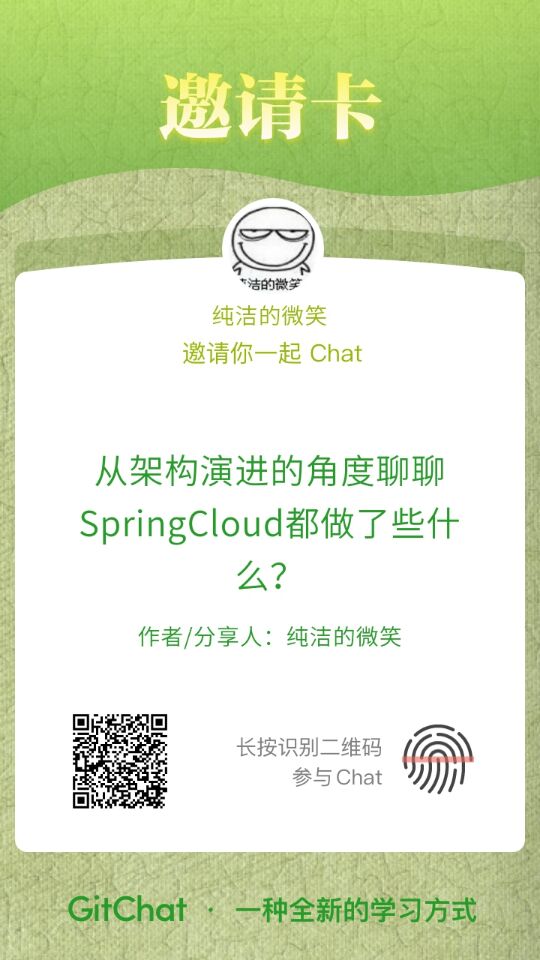 邀请卡
纯洁的微笑
纯洁的微笑
邀请你一起 Chat
从架构演进的角度聊聊
SpringCloud都做了些什
么?
作者/分享人：纯洁的微笑
长按识别二维码
参与 Chat
GitChat · 一种全新的学习方式